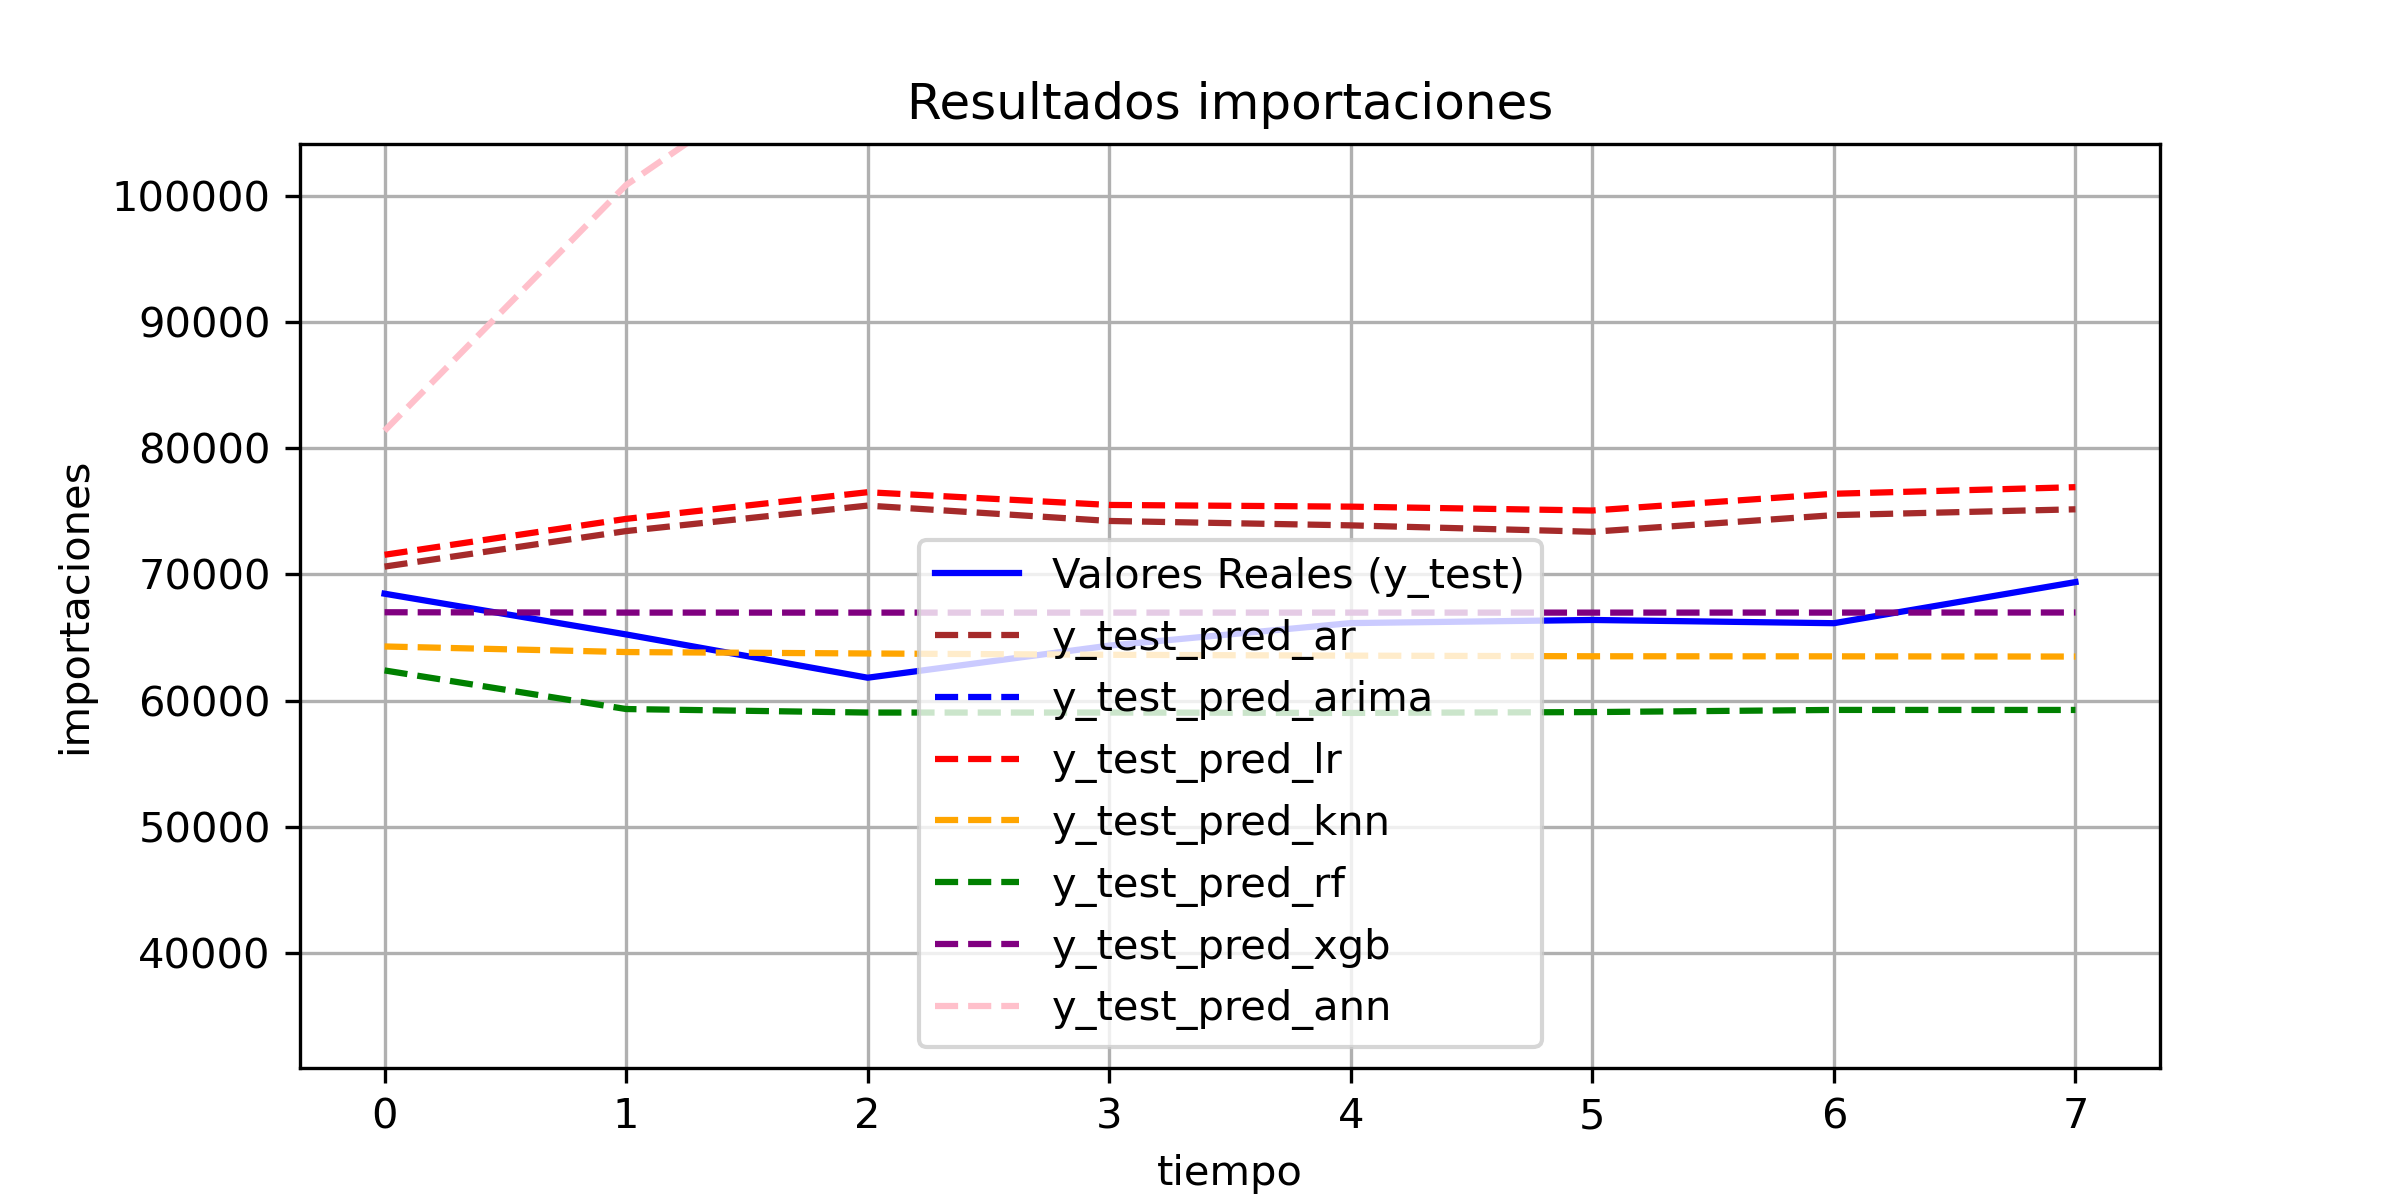 Resultados importaciones
importaciones
100000
90000
80000
70000
60000
50000
40000
Valores Reales (y_test)
y_test_pred_ar
y_test_pred_arima
y_test_pred_lr
y_test_pred_knn
y_test_pred_rf
y_test_pred_xgb
y_test_pred_ann
0 1 2 3 4 5 6 7
tiempo